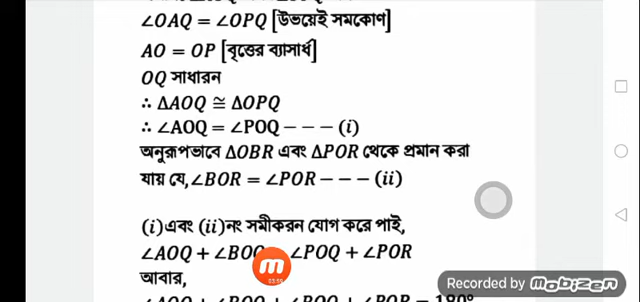 ∠OAQ = ∠OPQ [উভয়েই সমকোণ]
AO = OP [বৃত্তের ব্যাসার্ধ]
OQ সাধারন
∴ ΔAOQ ≅ ΔOPQ
∴ ∠AOQ = ∠POQ − − − (i)
অনুরূপভাবে ΔOBR এবং ΔPOR থেকে প্রমান করা
যায় যে, ∠BOR = ∠POR − − − (ii)
(i) এবং (ii)নং সমীকরন যোগ করে পাই,
∠AOQ + ∠BOQ ∠POQ + ∠POR
আবার,
Recorded by mobizen